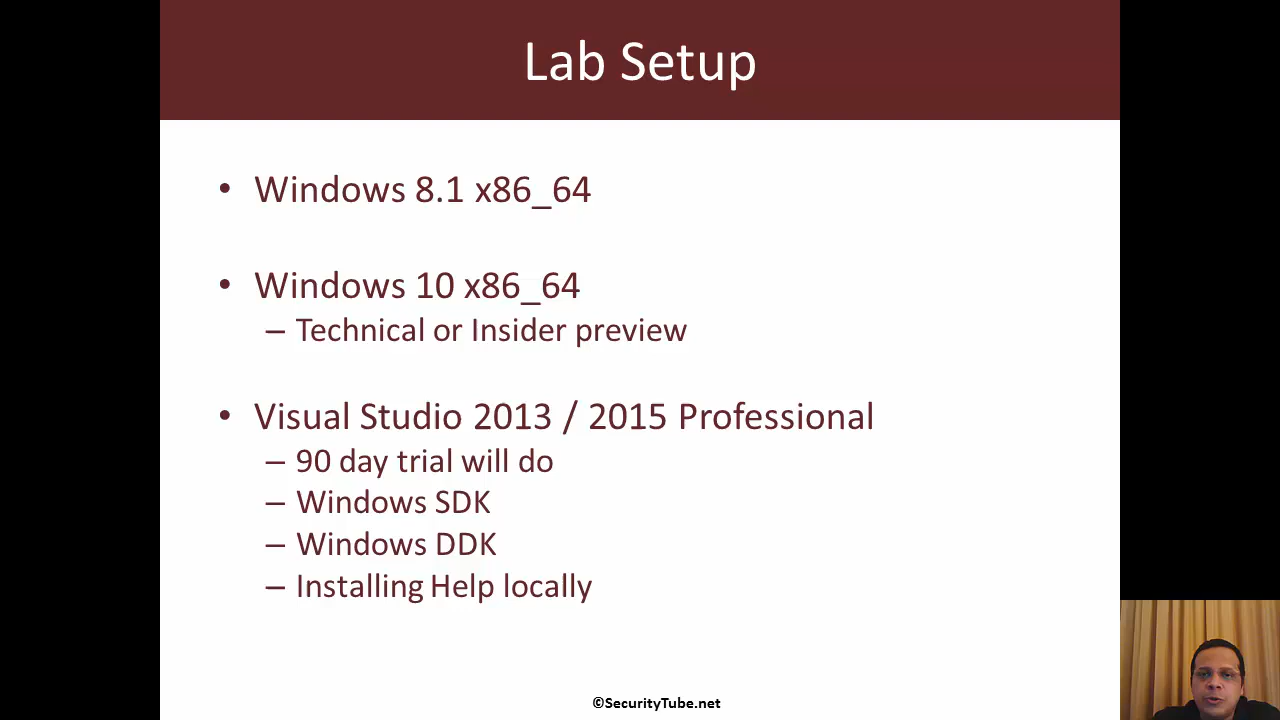 Lab Setup
• Windows 8.1 x86_64
• Windows 10 x86_64
– Technical or Insider preview
• Visual Studio 2013 / 2015 Professional
– 90 day trial will do
– Windows SDK
– Windows DDK
– Installing Help locally
©SecurityTube.net